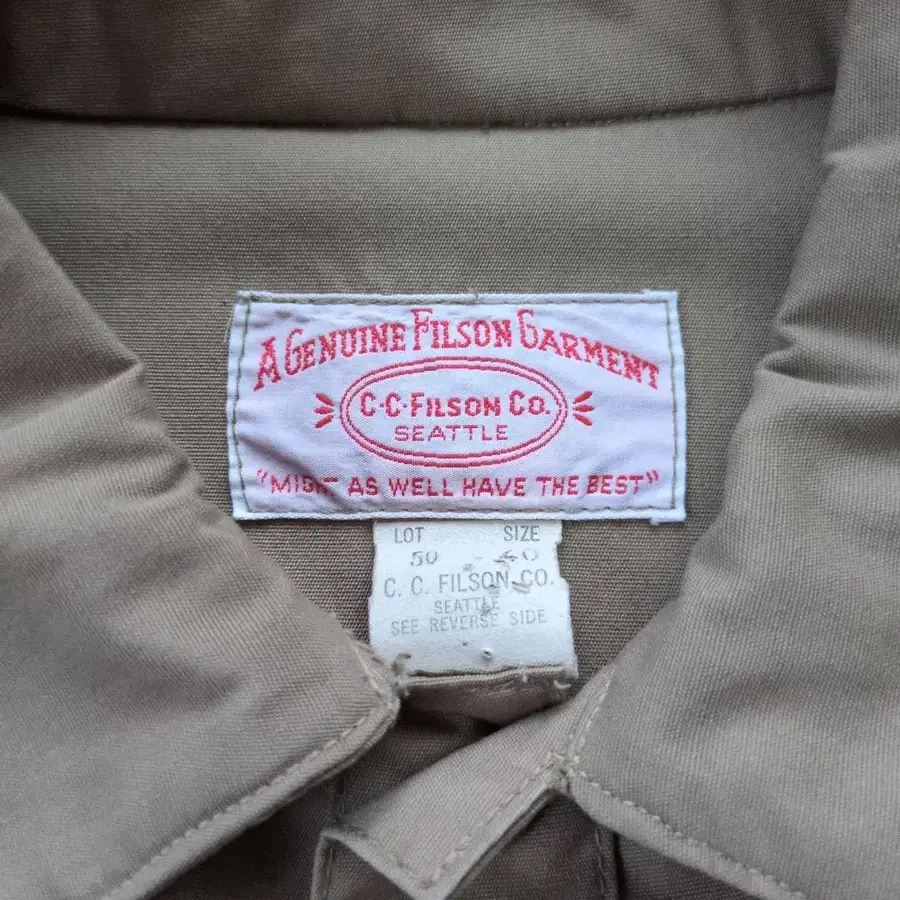 A GENUINE FILSON GARMENT
C·C·FILSON CO.
SEATTLE
"MIGHT AS WELL HAVE THE BEST"
LOT SIZE
50 40
C. C. FILSON CO.
SEATTLE
SEE REVERSE SIDE